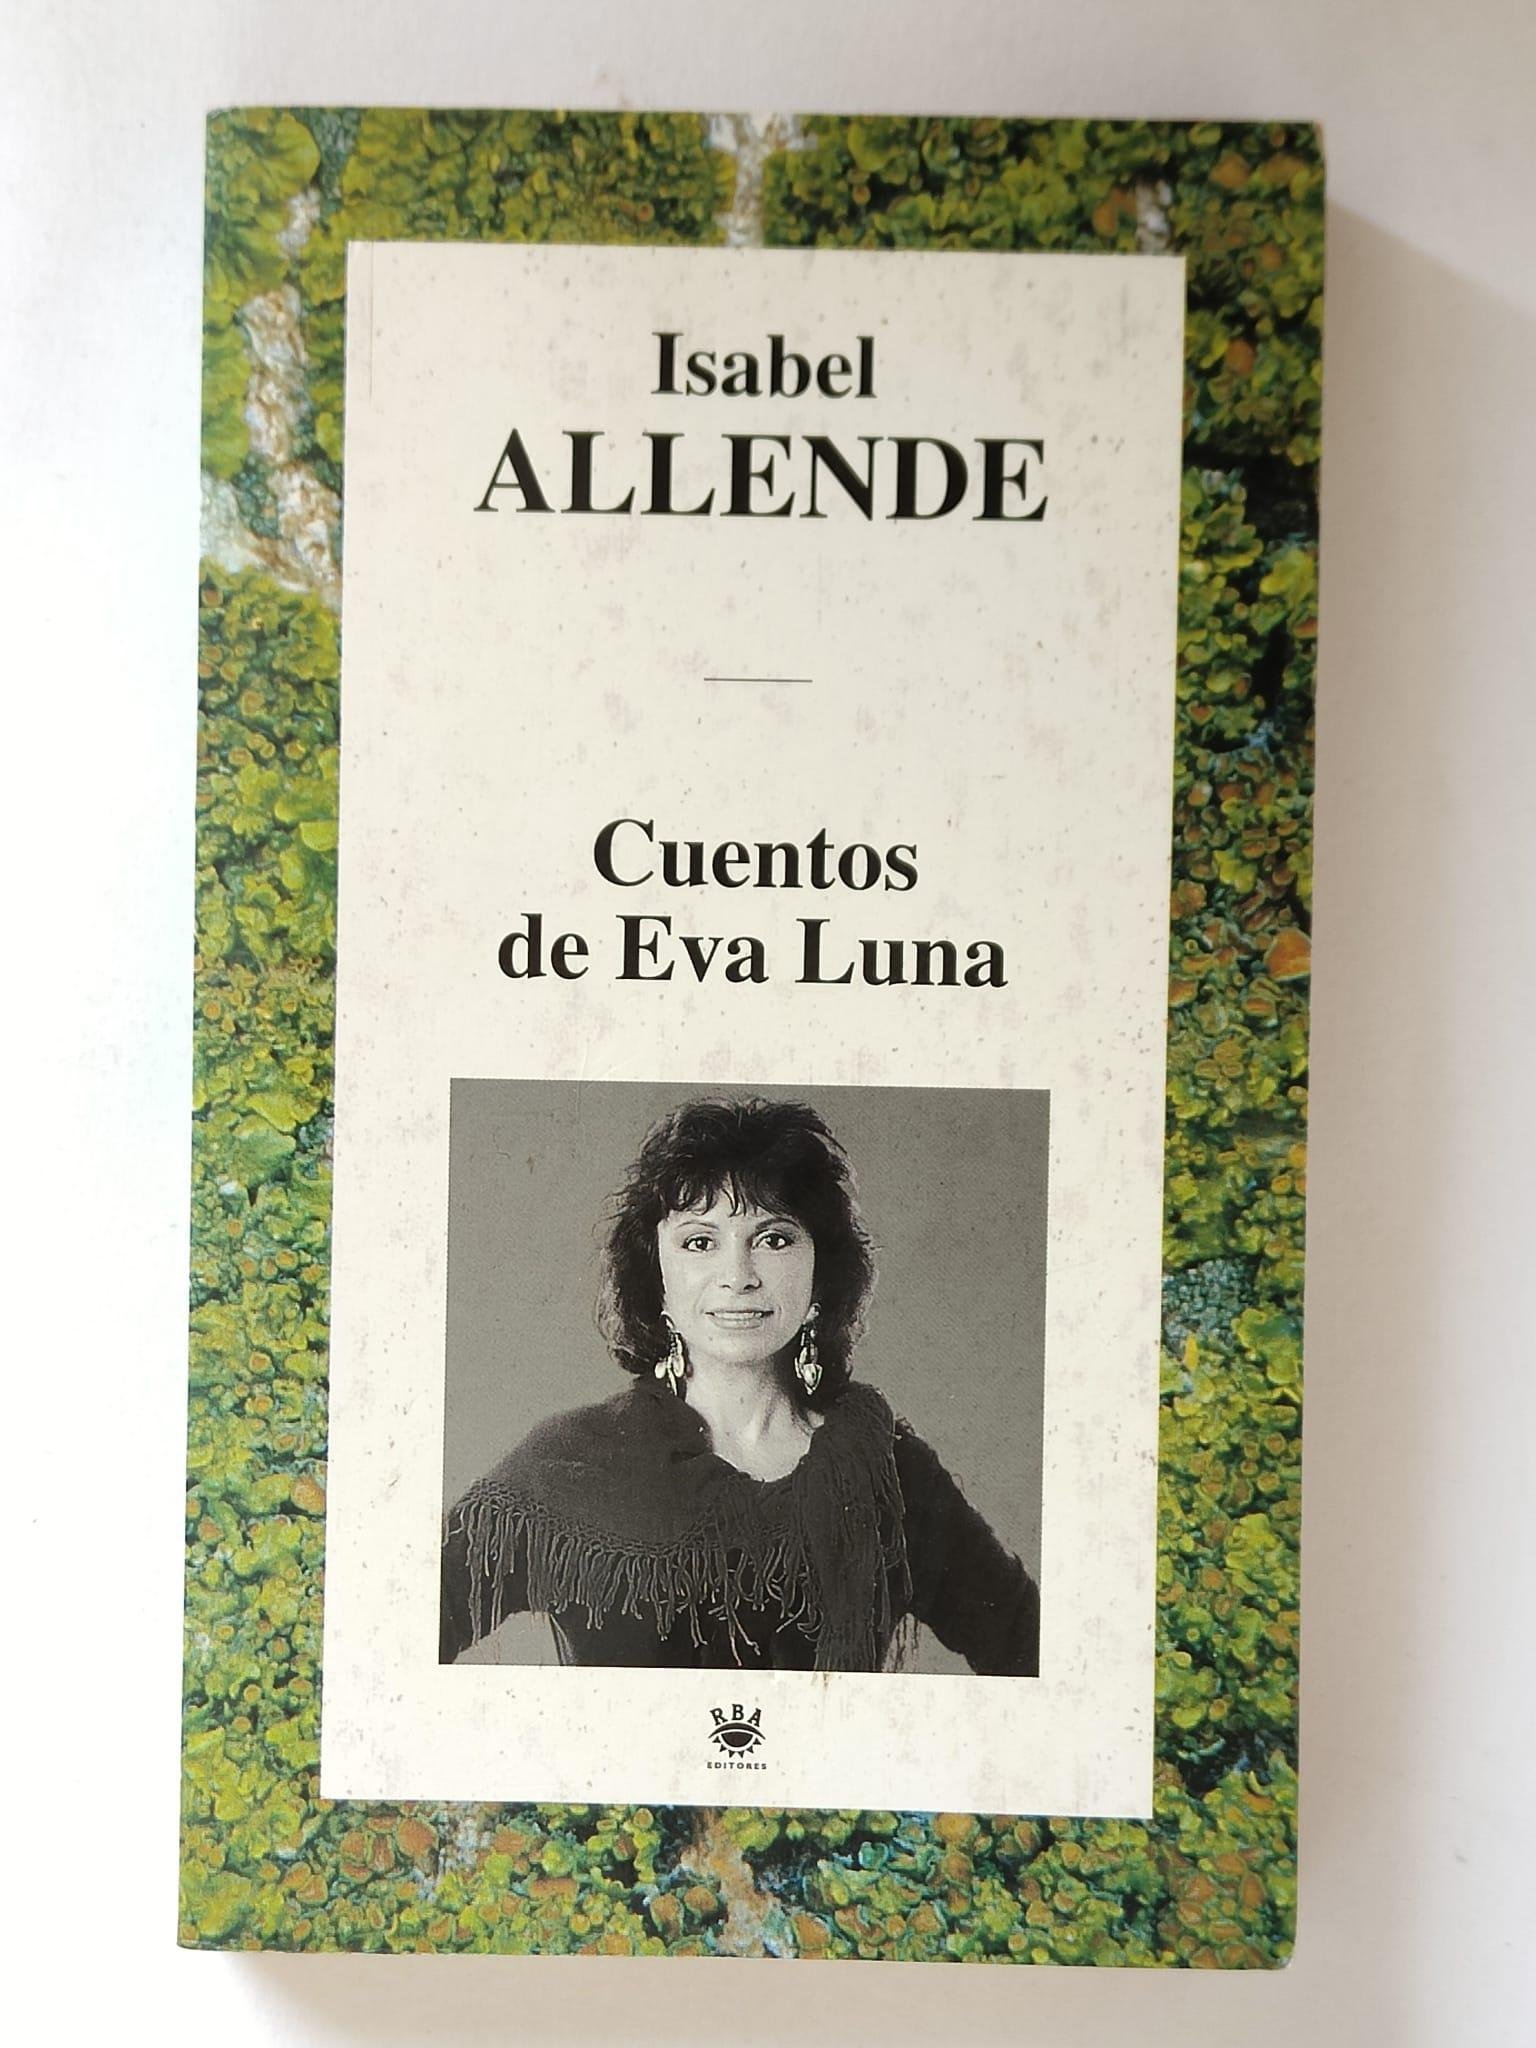 Isabel
ALLENDE
Cuentos
de Eva Luna
RBA
EDITORES